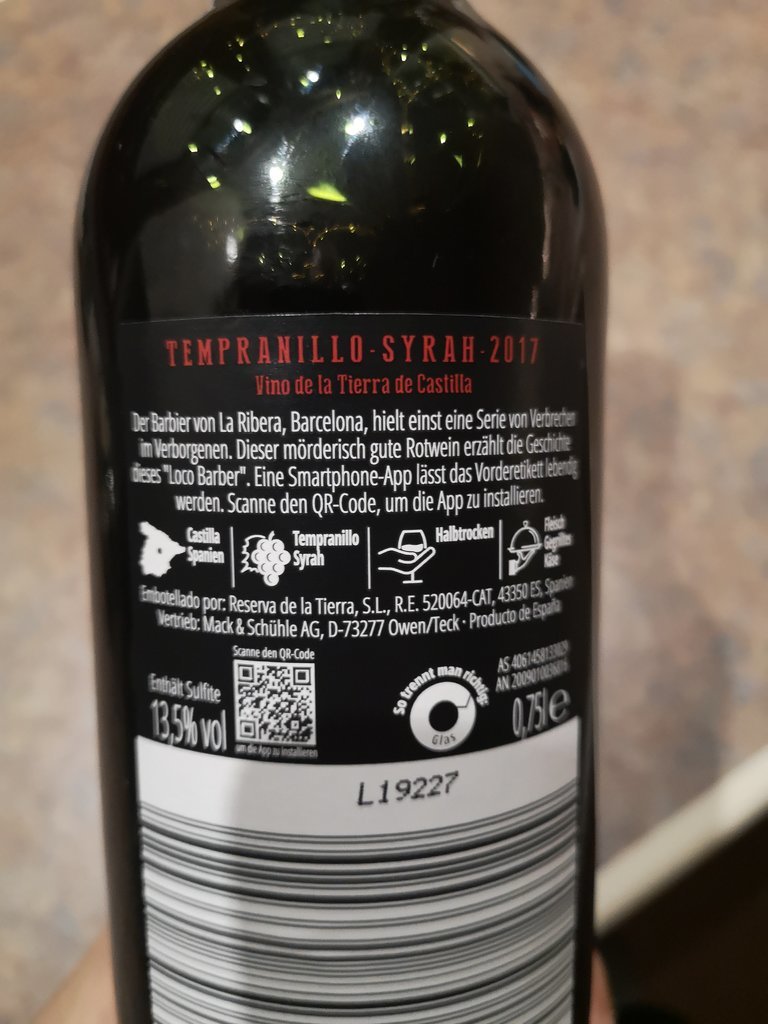 TEMPRANILLO · SYRAH · 2017
Vino de la Tierra de Castilla
Der Barbier von La Ribera, Barcelona, hielt einst eine Serie von Verbrechen
im Verborgenen. Dieser mörderisch gute Rotwein erzählt die Geschichte
dieses "Loco Barber". Eine Smartphone-App lässt das Vorderetikett lebendig
werden. Scanne den QR-Code, um die App zu installieren.
Castilla
Spanien
Tempranillo
Syrah
Halbtrocken
Fleisch
Gegrilltes
Käse
Embotellado por: Reserva de la Tierra, S.L., R.E. 520064-CAT, 43350 ES, Spanien
Vertrieb: Mack & Schühle AG, D-73277 Owen/Teck · Producto de España
Scanne den QR-Code
um die App zu installieren
Enthält Sulfite
13,5% vol
So trennt man richtig:
Glas
AS 4061458133029
AN 2009010036816
0,75l e
L19227